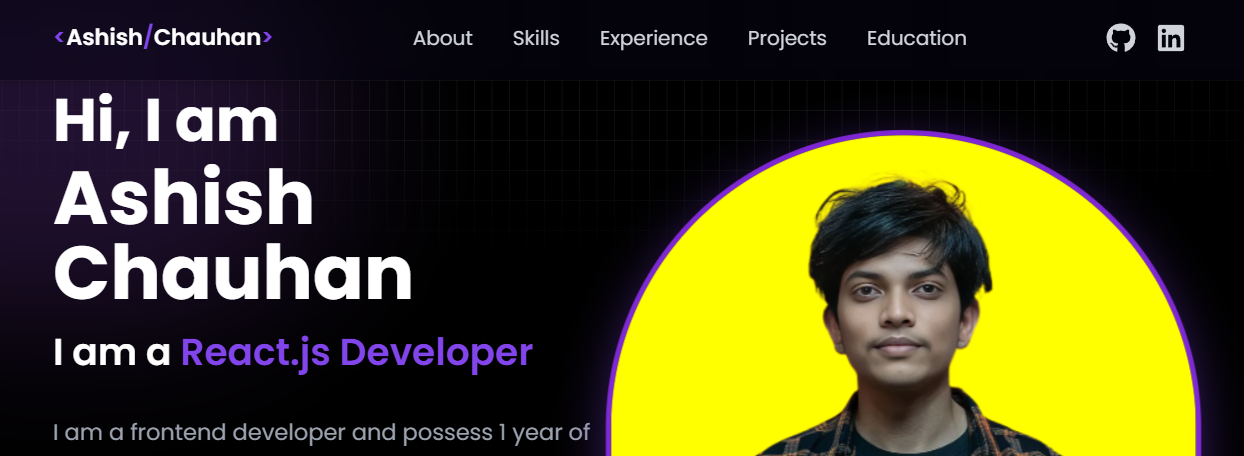 <Ashish/Chauhan>
About Skills Experience Projects Education
in
Hi, I am
Ashish
Chauhan
I am a React.js Developer
I am a frontend developer and possess 1 year of